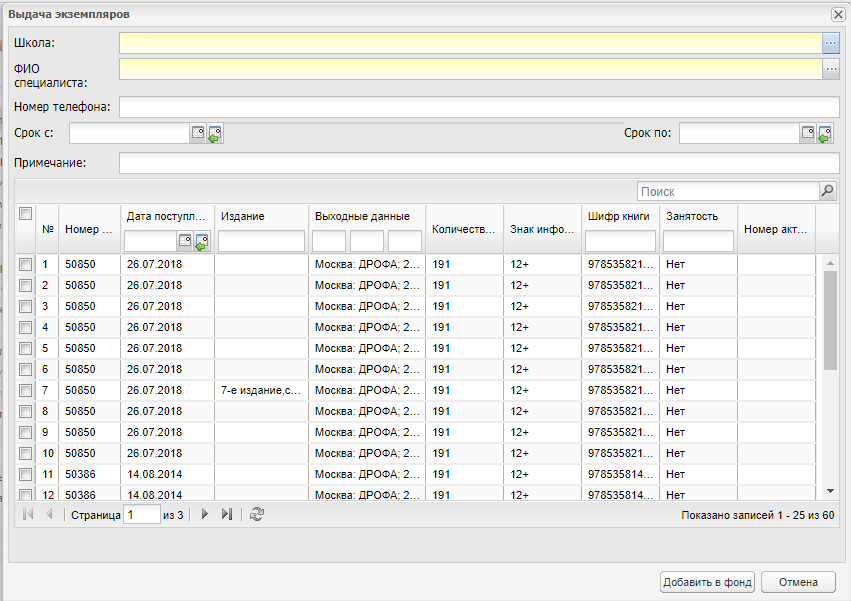 Выдача экземпляров
Школа:
ФИО
специалиста:
Номер телефона:
Срок с: Срок по:
Примечание:
Поиск
№ Номер ... Дата поступл... Издание Выходные данные Количеств... Знак инфо... Шифр книги Занятость Номер акт...
1 50850 26.07.2018 Москва: ДРОФА; 2... 191 12+ 978535821... Нет
2 50850 26.07.2018 Москва: ДРОФА; 2... 191 12+ 978535821... Нет
3 50850 26.07.2018 Москва: ДРОФА; 2... 191 12+ 978535821... Нет
4 50850 26.07.2018 Москва: ДРОФА; 2... 191 12+ 978535821... Нет
5 50850 26.07.2018 Москва: ДРОФА; 2... 191 12+ 978535821... Нет
6 50850 26.07.2018 Москва: ДРОФА; 2... 191 12+ 978535821... Нет
7 50850 26.07.2018 7-е издание,с... Москва: ДРОФА; 2... 191 12+ 978535821... Нет
8 50850 26.07.2018 Москва: ДРОФА; 2... 191 12+ 978535821... Нет
9 50850 26.07.2018 Москва: ДРОФА; 2... 191 12+ 978535821... Нет
10 50850 26.07.2018 Москва: ДРОФА; 2... 191 12+ 978535821... Нет
11 50386 14.08.2014 Москва: ДРОФА; 2... 191 12+ 978535814... Нет
12 50386 14.08.2014 Москва: ДРОФА; 2... 191 12+ 978535814... Нет
Страница 1 из 3 Показано записей 1 - 25 из 60
Добавить в фонд Отмена